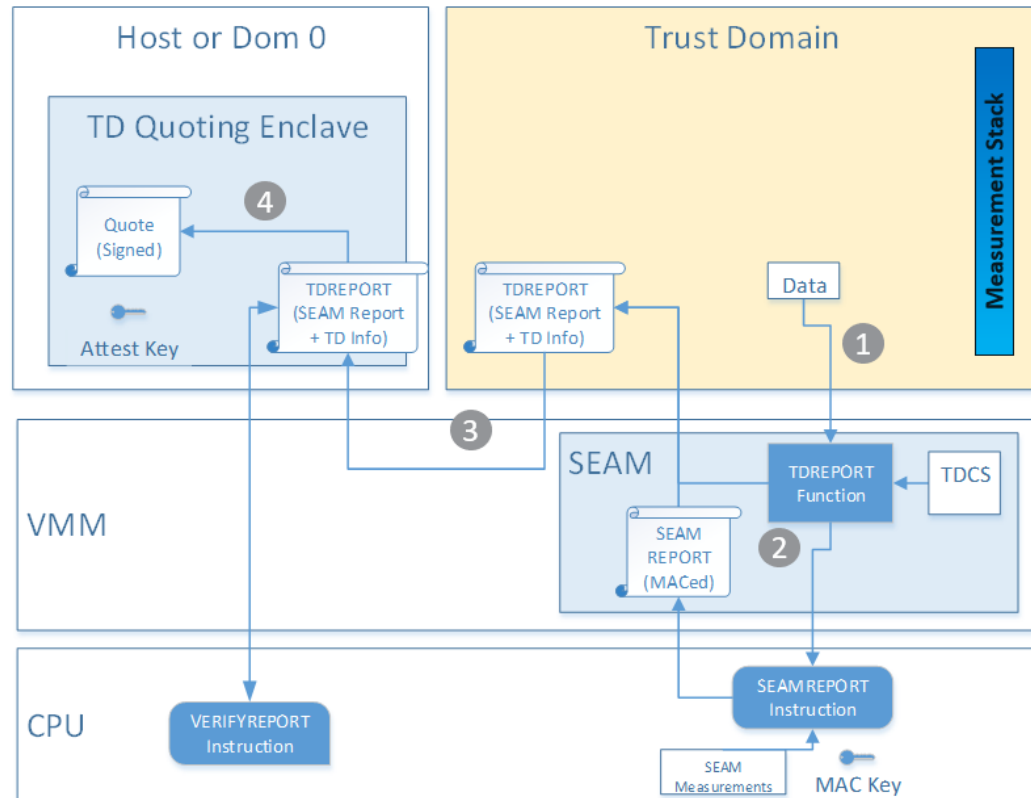 Host or Dom 0
TD Quoting Enclave
4
Quote
(Signed)
TDREPORT
(SEAM Report
+ TD Info)
Attest Key
Trust Domain
Measurement Stack
TDREPORT
(SEAM Report
+ TD Info)
Data
1
3
VMM
SEAM
TDREPORT
Function
TDCS
2
SEAM
REPORT
(MACed)
CPU
VERIFYREPORT
Instruction
SEAMREPORT
Instruction
SEAM
Measurements
MAC Key